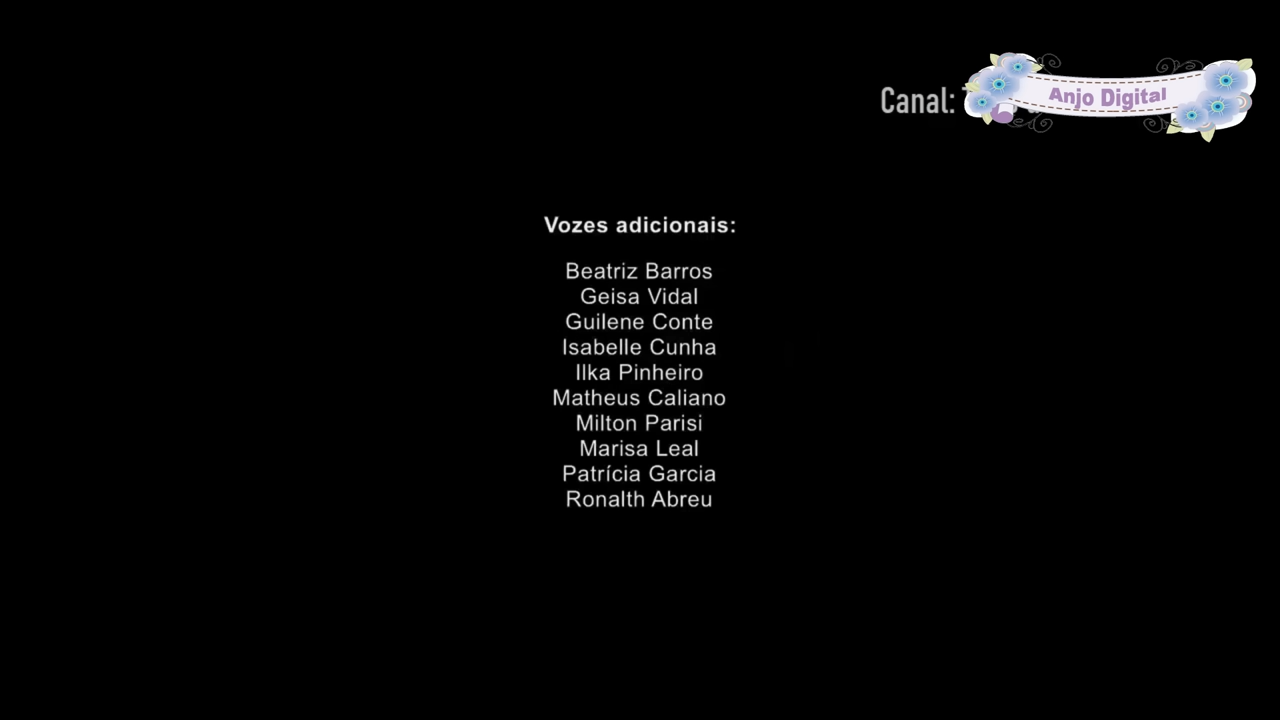 Canal:
Anjo Digital
Vozes adicionais:
Beatriz Barros
Geisa Vidal
Guilene Conte
Isabelle Cunha
Ilka Pinheiro
Matheus Caliano
Milton Parisi
Marisa Leal
Patrícia Garcia
Ronalth Abreu